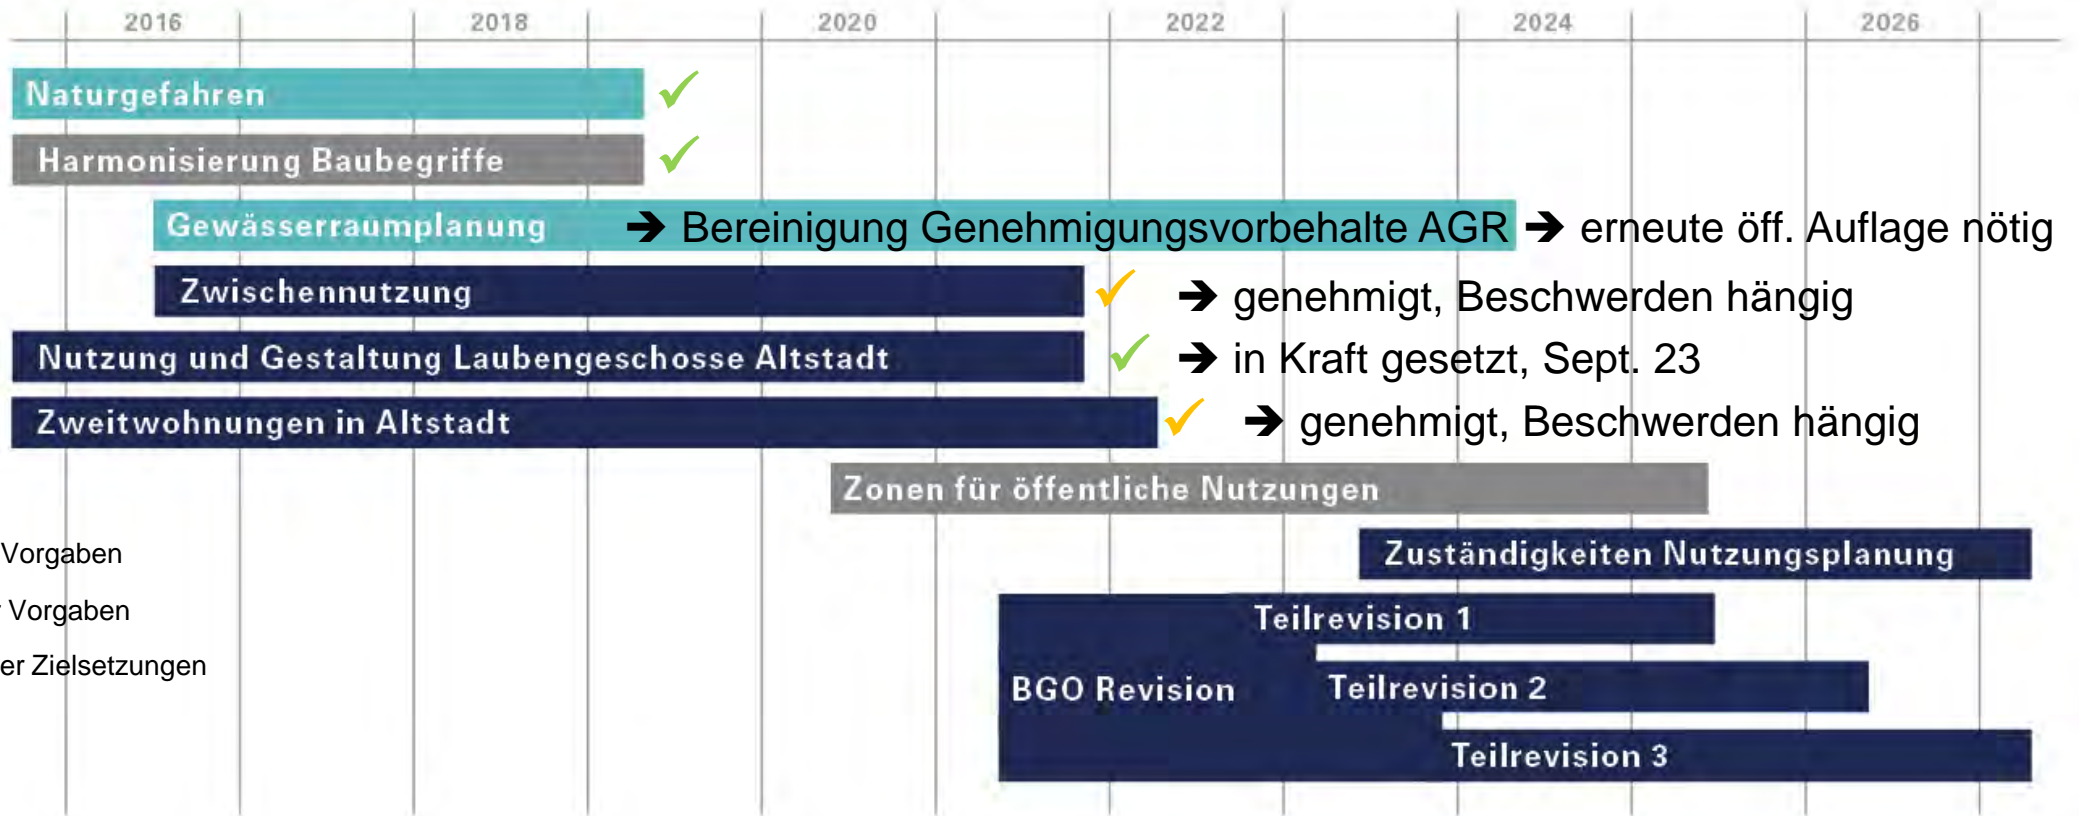 2016 2018 2020 2022 2024 2026
Naturgefahren
Harmonisierung Baubegriffe
Gewässerraumplanung ➔ Bereinigung Genehmigungsvorbehalte AGR ➔ erneute öff. Auflage nötig
Zwischennutzung ➔ genehmigt, Beschwerden hängig
Nutzung und Gestaltung Laubengeschosse Altstadt ➔ in Kraft gesetzt, Sept. 23
Zweitwohnungen in Altstadt ➔ genehmigt, Beschwerden hängig
Zonen für öffentliche Nutzungen
Vorgaben
Zuständigkeiten Nutzungsplanung
Vorgaben
Teilrevision 1
er Zielsetzungen
BGO Revision Teilrevision 2
Teilrevision 3